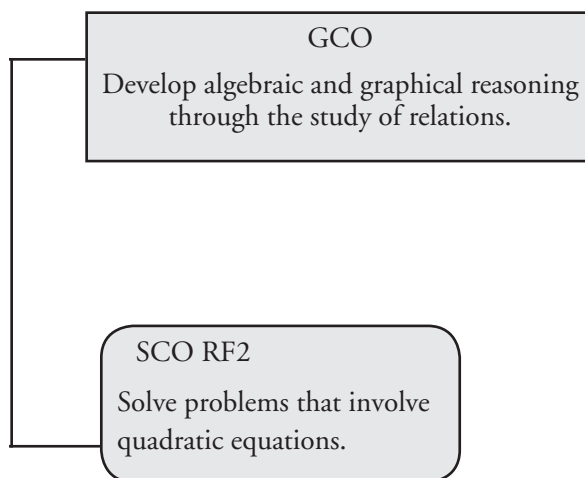 GCO
Develop algebraic and graphical reasoning
through the study of relations.
SCO RF2
Solve problems that involve
quadratic equations.